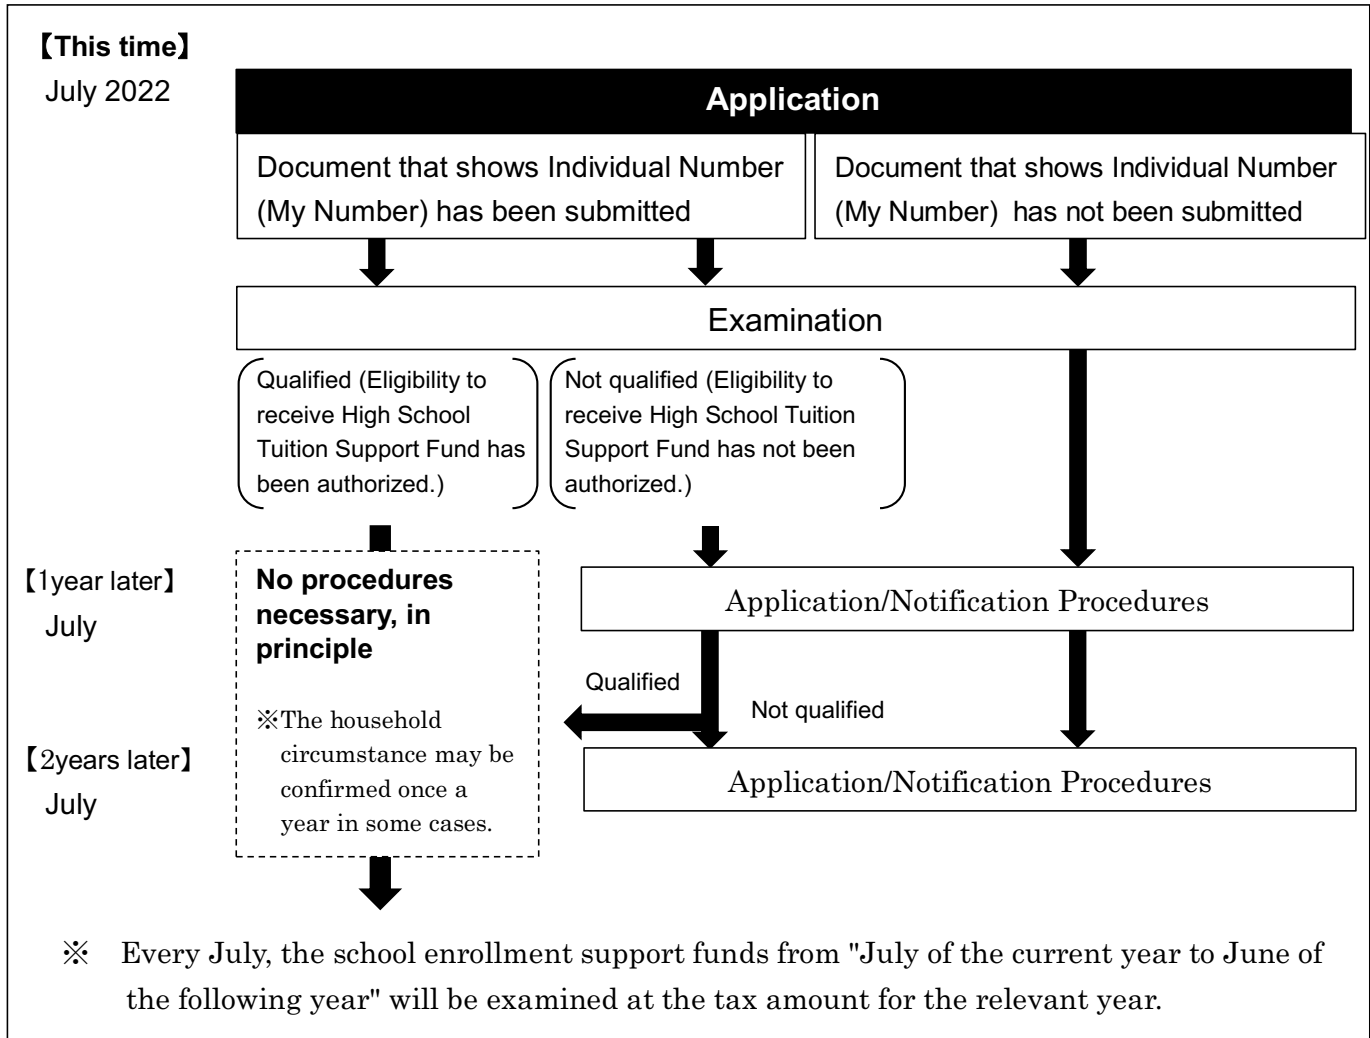 【This time】
July 2022
Application
Document that shows Individual Number
(My Number) has been submitted
Document that shows Individual Number
(My Number) has not been submitted
Examination
Qualified (Eligibility to
receive High School
Tuition Support Fund has
been authorized.)
Not qualified (Eligibility to
receive High School Tuition
Support Fund has not been
authorized.)
【1year later】
July
No procedures
necessary, in
principle
※The household
circumstance may be
confirmed once a
year in some cases.
Application/Notification Procedures
Qualified
Not qualified
【2years later】
July
Application/Notification Procedures
※ Every July, the school enrollment support funds from "July of the current year to June of
the following year" will be examined at the tax amount for the relevant year.